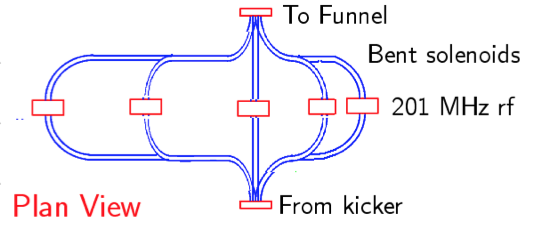 To Funnel
Bent solenoids
201 MHz rf
From kicker
Plan View